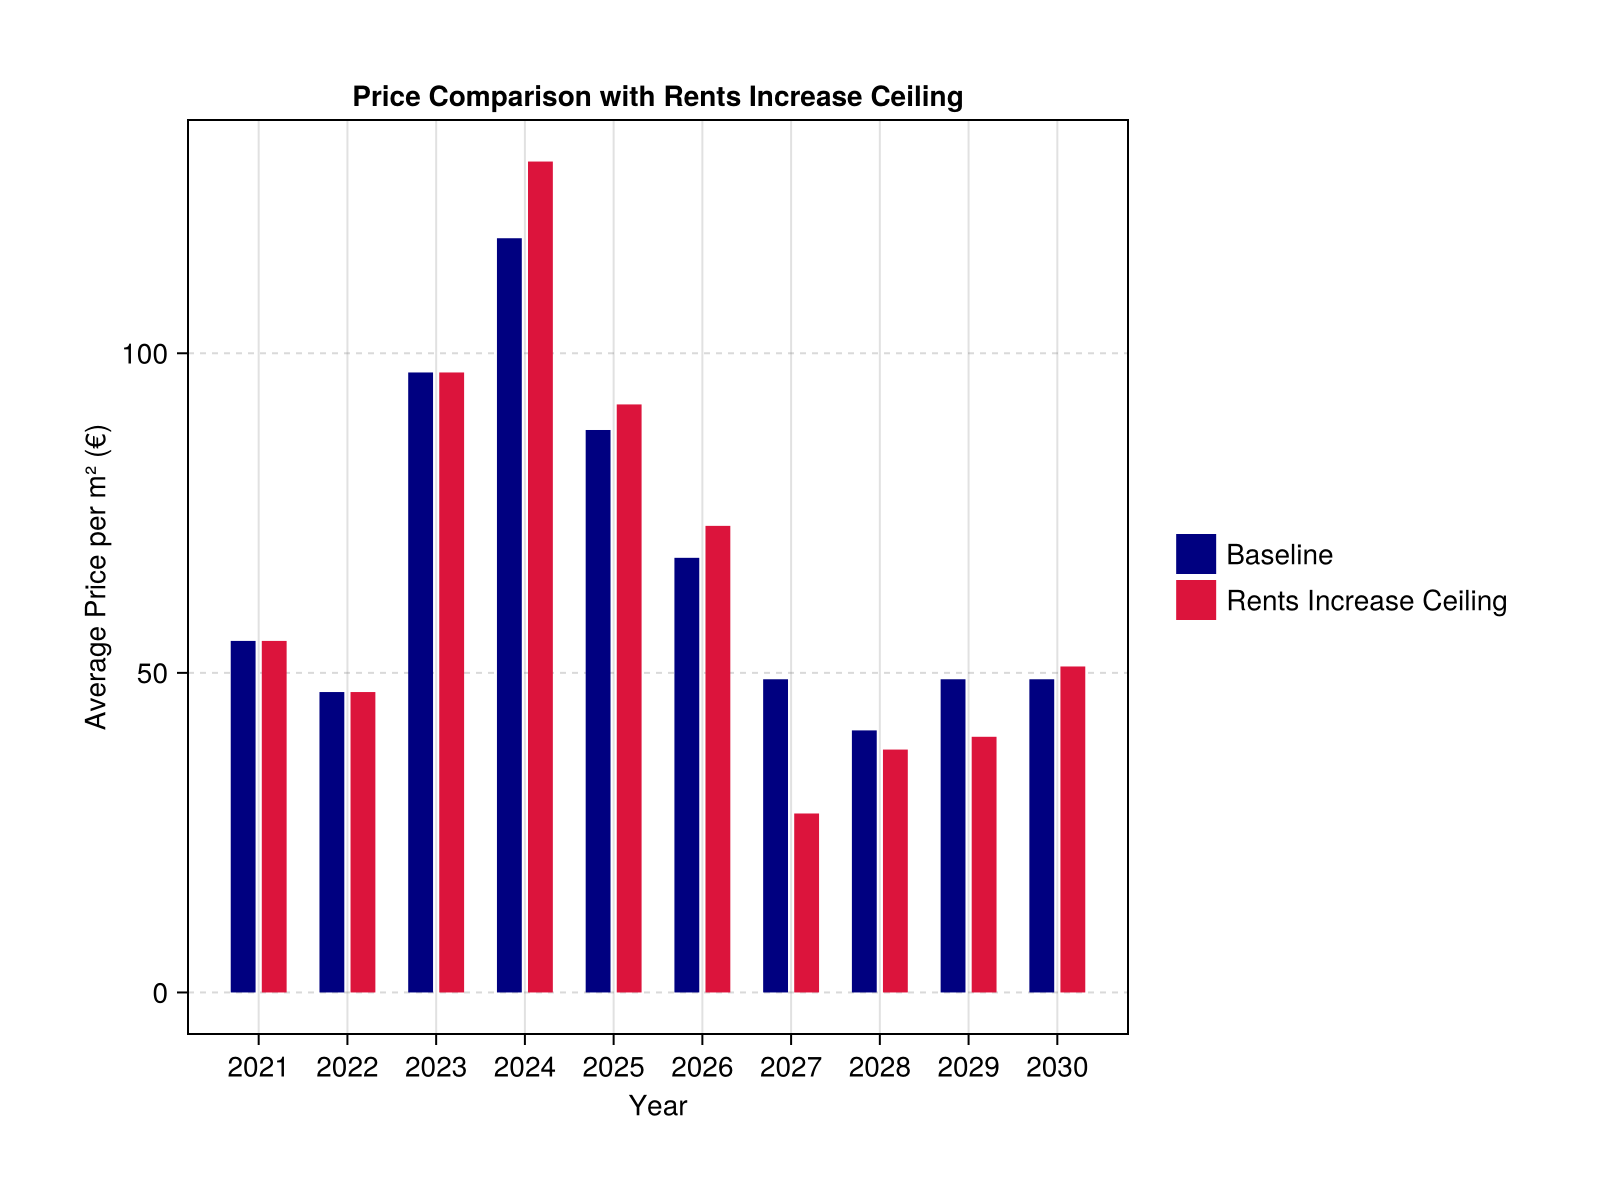 Price Comparison with Rents Increase Ceiling
Average Price per m² (€)
100
50
0
2021 2022 2023 2024 2025 2026 2027 2028 2029 2030
Year
Baseline
Rents Increase Ceiling